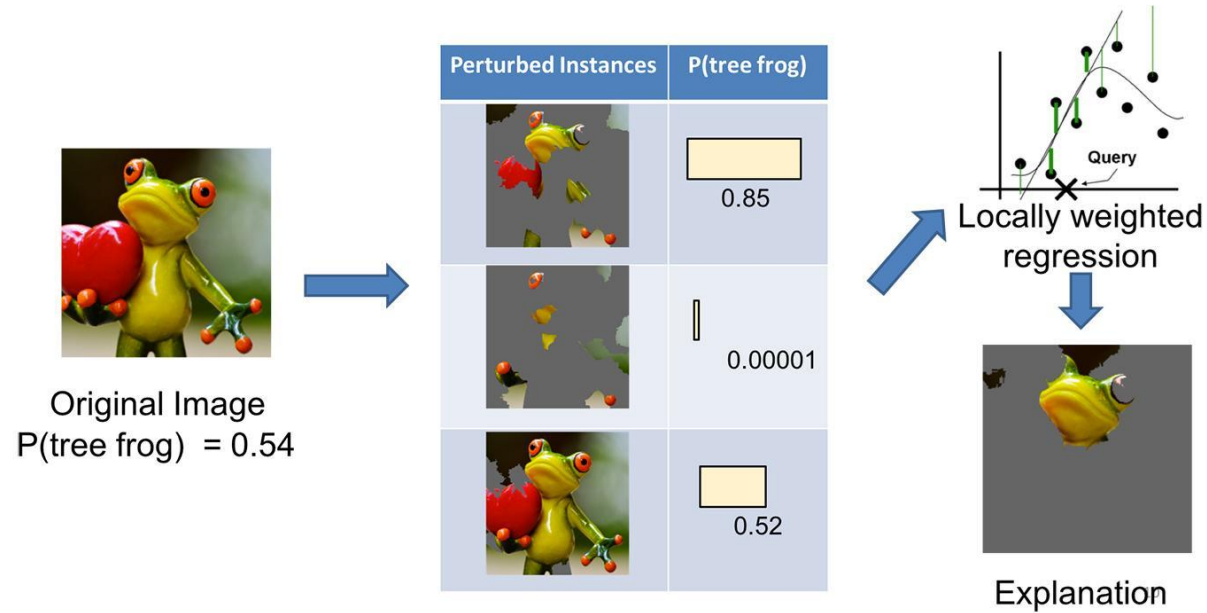 Original Image
P(tree frog) = 0.54
Perturbed Instances
P(tree frog)
0.85
0.00001
0.52
Query
Locally weighted
regression
Explanation